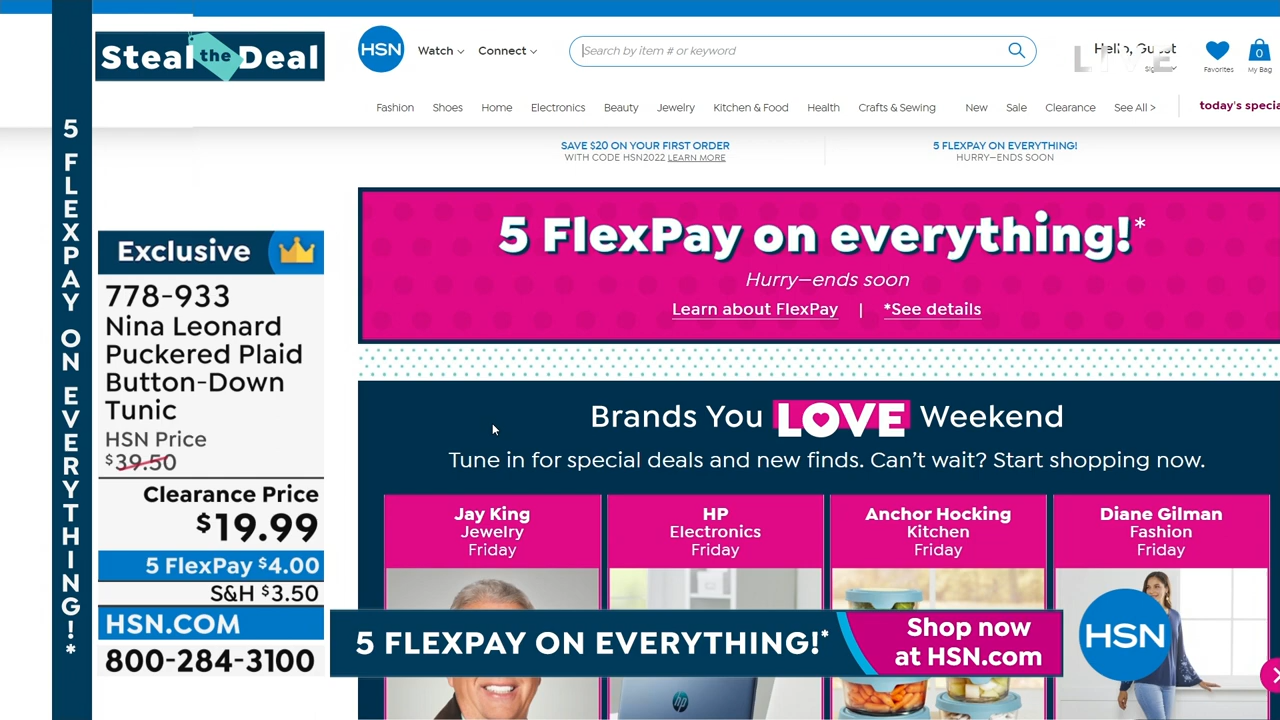 Steal the Deal
5 FLEXPAY ON EVERYTHING!*
Exclusive
778-933
Nina Leonard
Puckered Plaid
Button-Down
Tunic
HSN Price
$39.50
Clearance Price
$19.99
5 FlexPay $4.00
S&H $3.50
HSN.COM
800-284-3100
HSN
Watch
Connect
Search by item # or keyword
Hello, Guest
LIVE
Favorites
0
My Bag
Fashion
Shoes
Home
Electronics
Beauty
Jewelry
Kitchen & Food
Health
Crafts & Sewing
New
Sale
Clearance
See All >
today's specia
SAVE $20 ON YOUR FIRST ORDER
WITH CODE HSN2022 LEARN MORE
5 FLEXPAY ON EVERYTHING!
HURRY–ENDS SOON
5 FlexPay on everything!*
Hurry–ends soon
Learn about FlexPay | *See details
Brands You LOVE Weekend
Tune in for special deals and new finds. Can't wait? Start shopping now.
Jay King
Jewelry
Friday
HP
Electronics
Friday
Anchor Hocking
Kitchen
Friday
Diane Gilman
Fashion
Friday
hp
5 FLEXPAY ON EVERYTHING!*
Shop now
at HSN.com
HSN